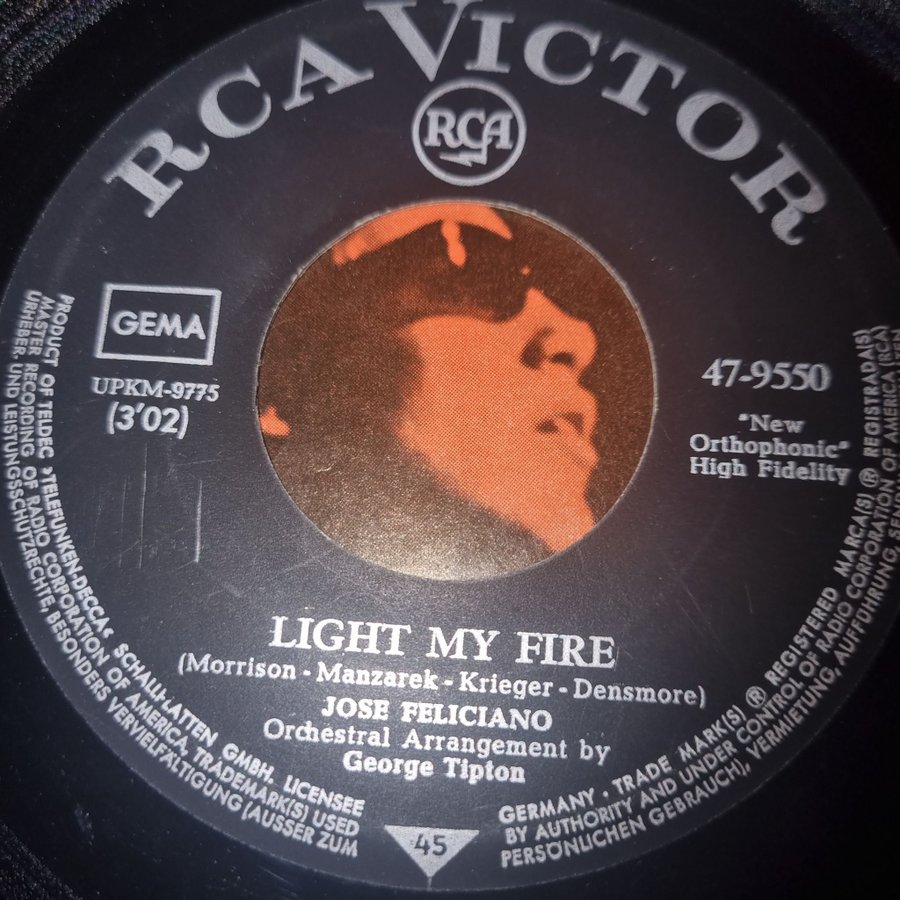 RCA VICTOR
RCA
GEMA
UPKM-9775
(3'02)
47-9550
"New
Orthophonic"
High Fidelity
LIGHT MY FIRE
(Morrison - Manzarek - Krieger - Densmore)
JOSE FELICIANO
Orchestral Arrangement by
George Tipton
45
PRODUCT OF TELDEC »TELEFUNKEN-DECCA« SCHALLPLATTEN GMBH. LICENSEE
MASTER RECORDING OF RADIO CORPORATION OF AMERICA, TRADEMARK(S) USED
URHEBER- UND LEISTUNGSSCHUTZRECHTE, BESONDERS VERVIELFÄLTIGUNG (AUSSER ZUM
GERMANY · TRADE MARK(S) ® REGISTERED MARCA(S) ® REGISTRADA(S)
BY AUTHORITY AND UNDER CONTROL OF RADIO CORPORATION OF AMERICA (RCA)
PERSÖNLICHEN GEBRAUCH), VERMIETUNG, AUFFÜHRUNG,